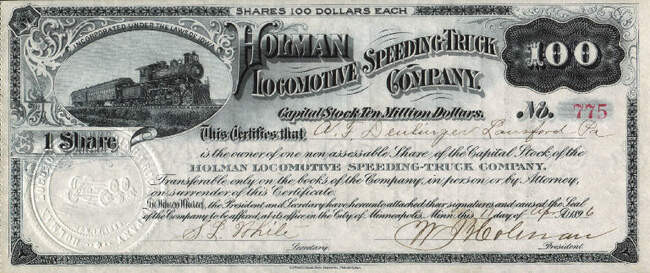 SHARES 100 DOLLARS EACH
INCORPORATED UNDER THE LAWS OF
HOLMAN
LOCOMOTIVE SPEEDING-TRUCK
COMPANY.
100
Capital Stock Ten Million Dollars.
No. 775
1 Share
This Certifies that A. F. Lansford Pa
is the owner of one non-assessable Share of the Capital Stock of the
HOLMAN LOCOMOTIVE SPEEDING-TRUCK COMPANY.
Transferable only on the books of the Company, in person or by Attorney,
on surrender of this Certificate.
In Witness Whereof, the President and Secretary have hereunto attached their signatures and caused the Seal
of the Company to be affixed, at its office in the City of Minneapolis, Minn. this 11 day of Apr 1896
S. L. White
W J Holman
Secretary.
President